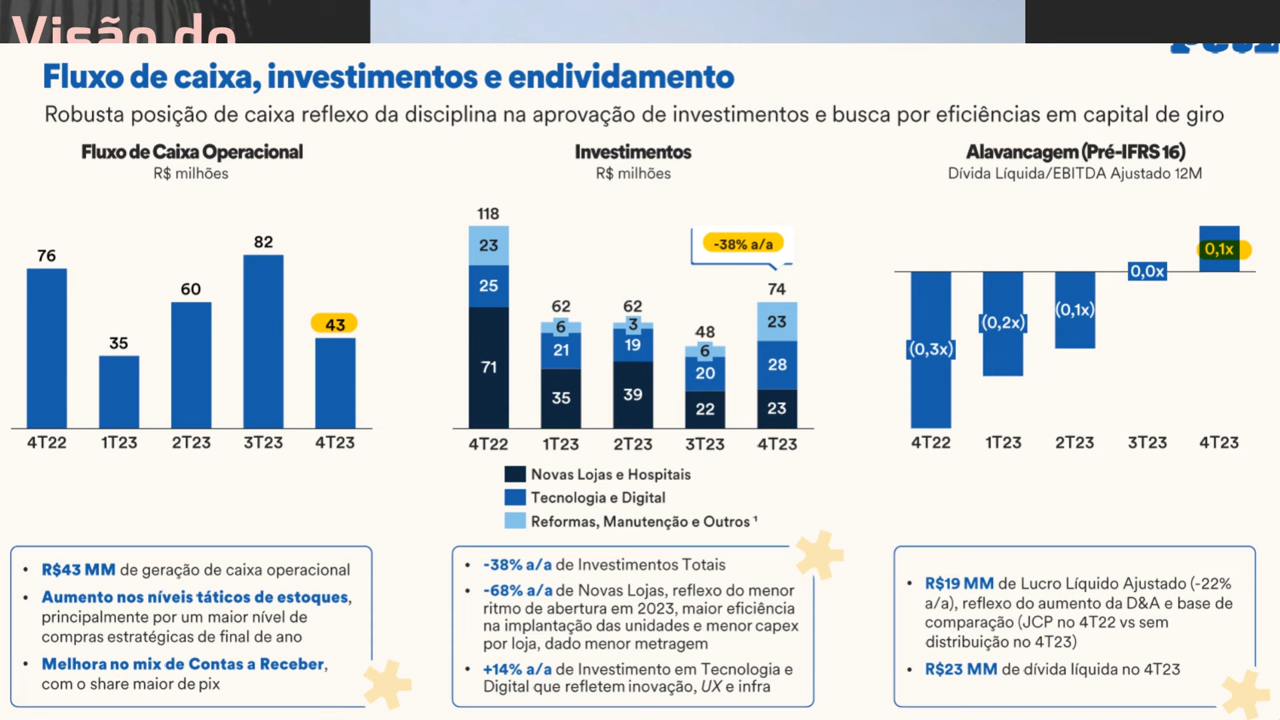 Visão do
Petz
Fluxo de caixa, investimentos e endividamento
Robusta posição de caixa reflexo da disciplina na aprovação de investimentos e busca por eficiências em capital de giro
Fluxo de Caixa Operacional
R$ milhões
76
35
60
82
43
4T22
1T23
2T23
3T23
4T23
R$43 MM de geração de caixa operacional
Aumento nos níveis táticos de estoques,
principalmente por um maior nível de
compras estratégicas de final de ano
Melhora no mix de Contas a Receber,
com o share maior de pix
Investimentos
R$ milhões
-38% a/a
118
23
25
71
62
6
21
35
62
3
19
39
48
6
20
22
74
23
28
23
4T22
1T23
2T23
3T23
4T23
Novas Lojas e Hospitais
Tecnologia e Digital
Reformas, Manutenção e Outros ¹
-38% a/a de Investimentos Totais
-68% a/a de Novas Lojas, reflexo do menor
ritmo de abertura em 2023, maior eficiência
na implantação das unidades e menor capex
por loja, dado menor metragem
+14% a/a de Investimento em Tecnologia e
Digital que refletem inovação, UX e infra
Alavancagem (Pré-IFRS 16)
Dívida Líquida/EBITDA Ajustado 12M
(0,3x)
(0,2x)
(0,1x)
0,0x
0,1x
4T22
1T23
2T23
3T23
4T23
R$19 MM de Lucro Líquido Ajustado (-22%
a/a), reflexo do aumento da D&A e base de
comparação (JCP no 4T22 vs sem
distribuição no 4T23)
R$23 MM de dívida líquida no 4T23